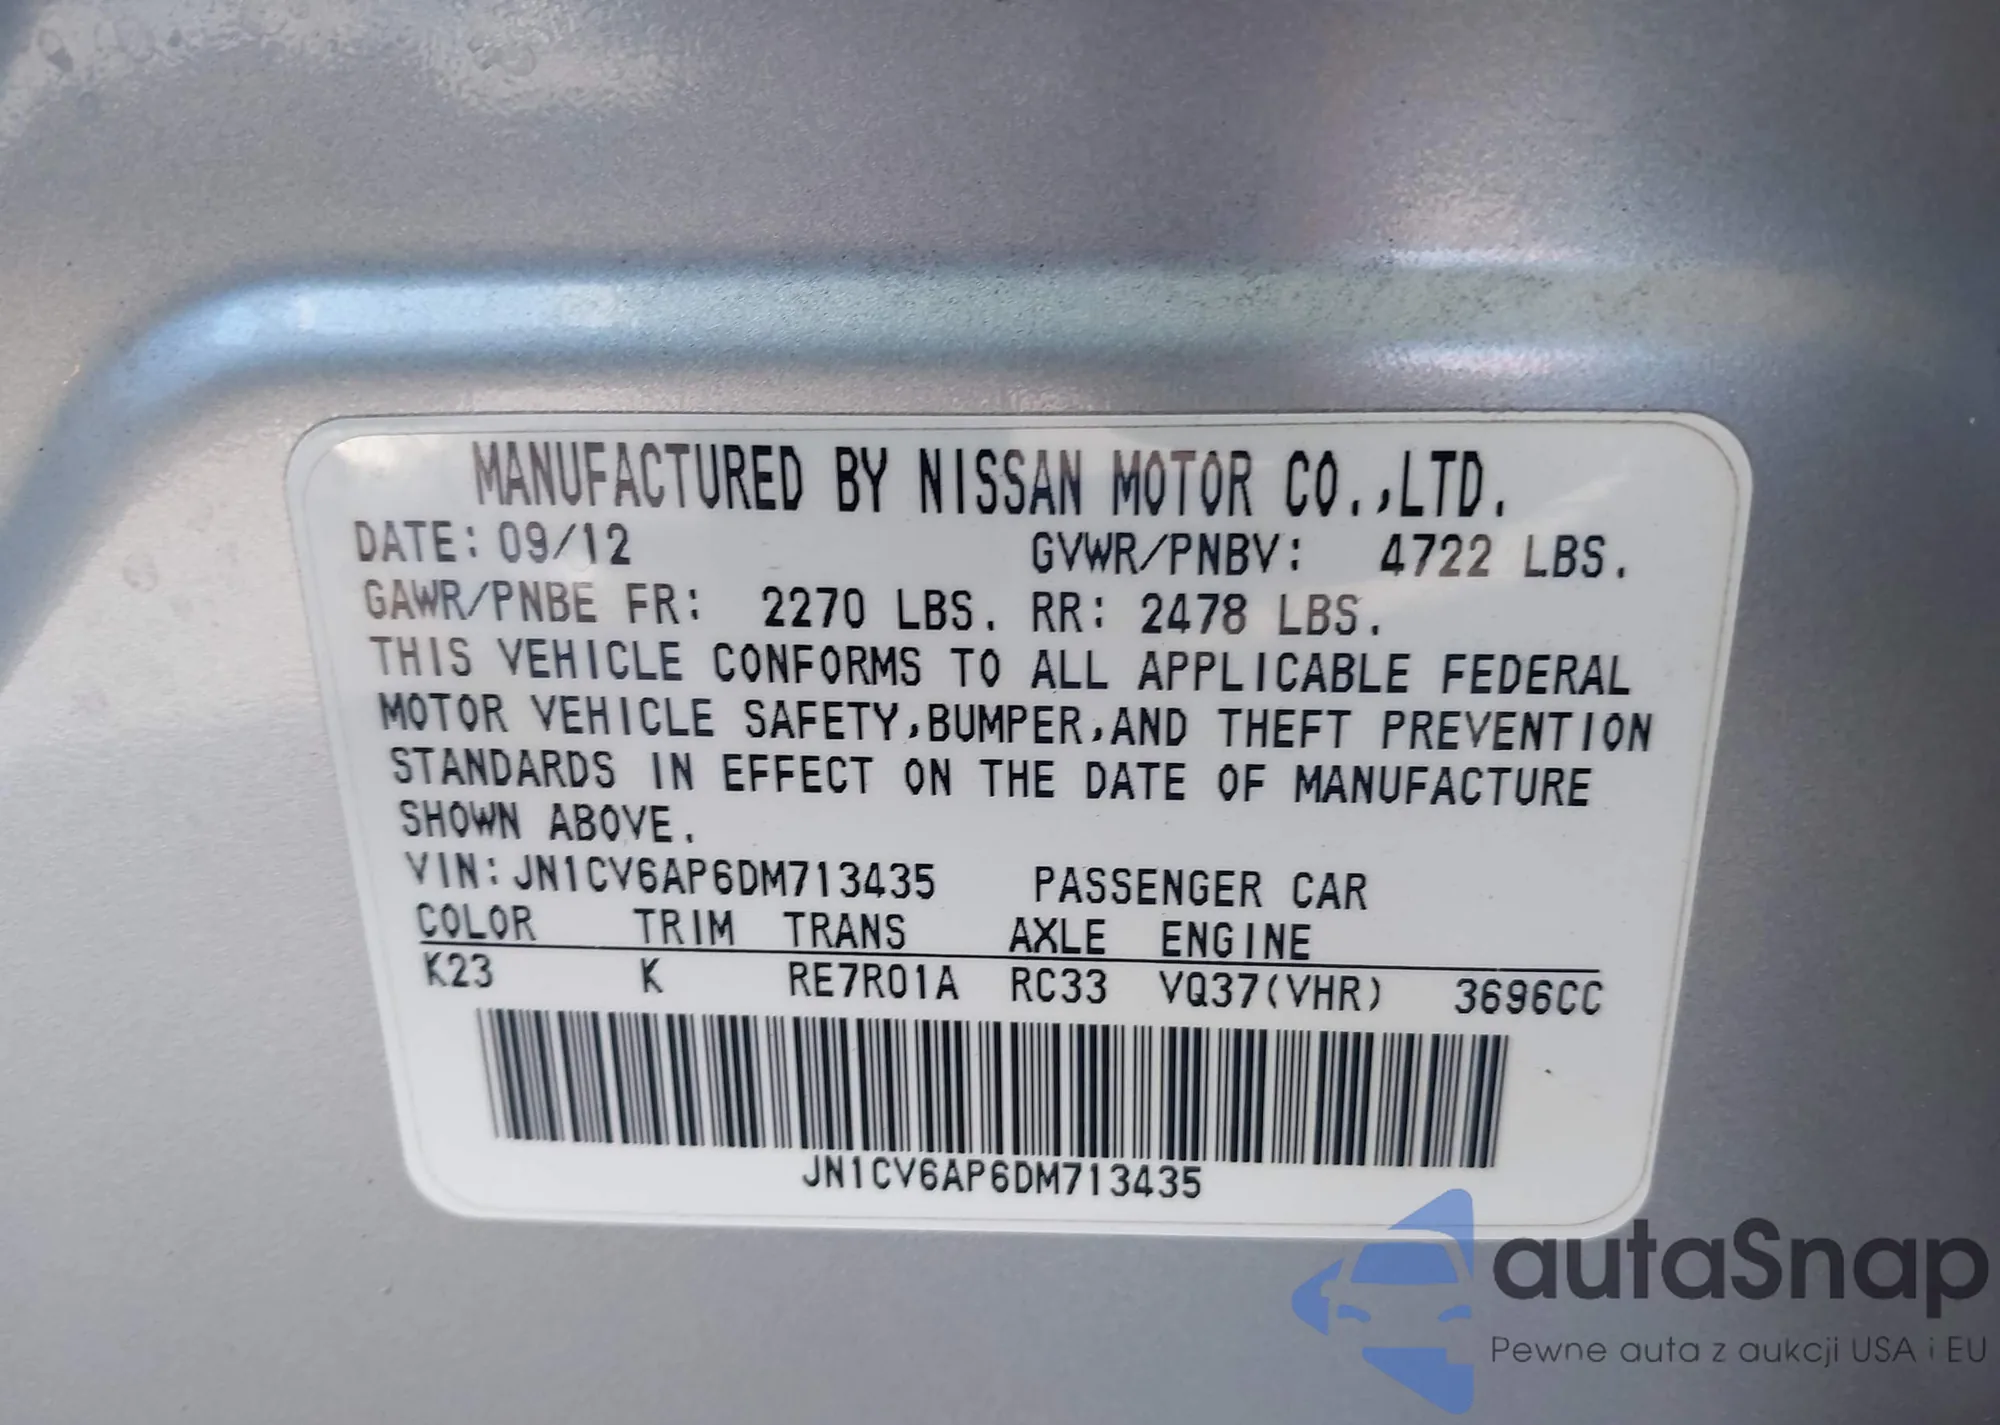 MANUFACTURED BY NISSAN MOTOR CO.,LTD.
DATE: 09/12 GVWR/PNBV: 4722 LBS.
GAWR/PNBE FR: 2270 LBS. RR: 2478 LBS.
THIS VEHICLE CONFORMS TO ALL APPLICABLE FEDERAL
MOTOR VEHICLE SAFETY,BUMPER,AND THEFT PREVENTION
STANDARDS IN EFFECT ON THE DATE OF MANUFACTURE
SHOWN ABOVE.
VIN:JN1CV6AP6DM713435 PASSENGER CAR
COLOR TRIM TRANS AXLE ENGINE
K23 K RE7R01A RC33 VQ37(VHR) 3696CC
JN1CV6AP6DM713435
autaSnap
Pewne auta z aukcji USA i EU